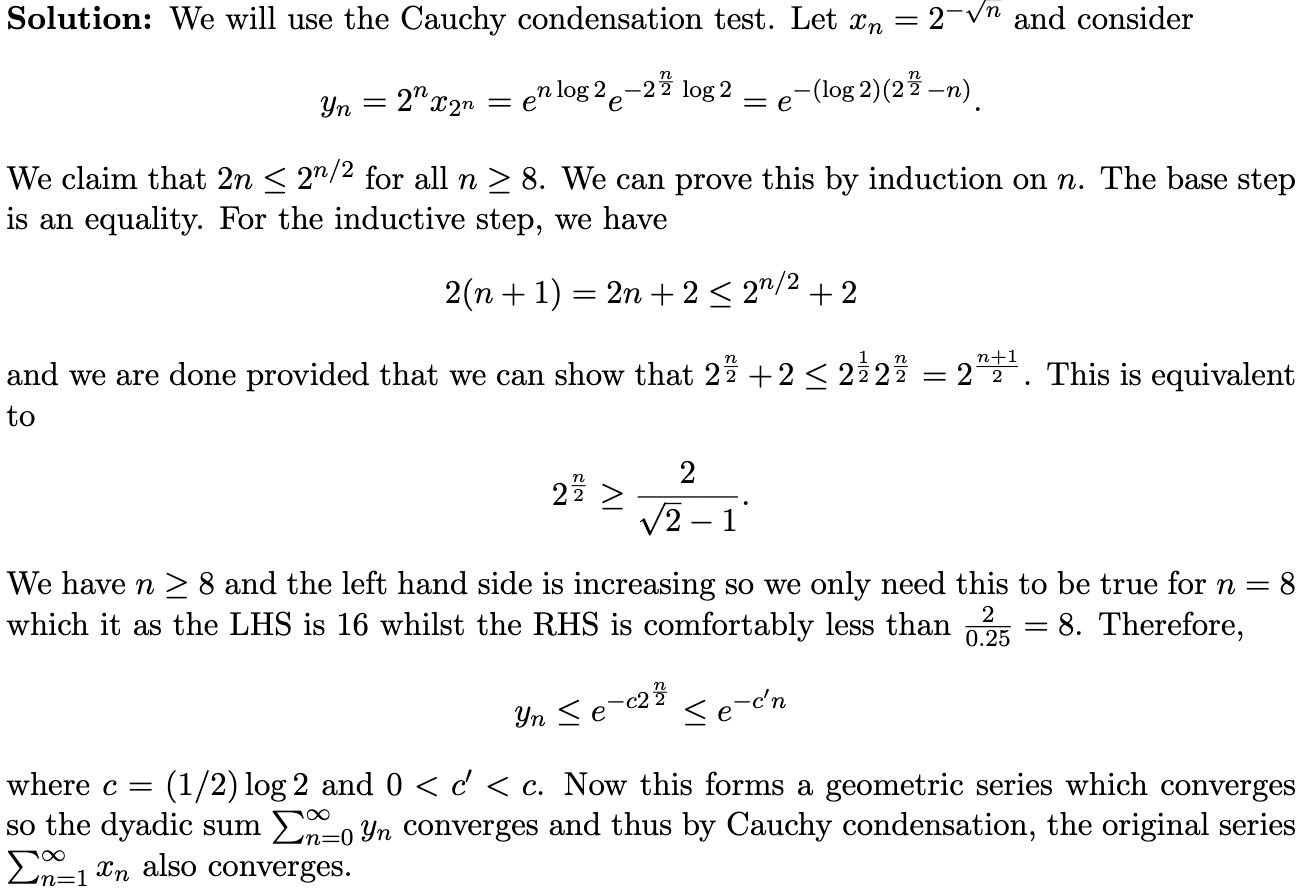 Solution: We will use the Cauchy condensation test. Let $x_n = 2^{-\sqrt{n}}$ and consider
$y_n = 2^n x_{2^n} = e^{n \log 2} e^{-2^{\frac{n}{2}} \log 2} = e^{-(\log 2)(2^{\frac{n}{2}} - n)}.$
We claim that $2n \leq 2^{n/2}$ for all $n \geq 8$. We can prove this by induction on $n$. The base step
is an equality. For the inductive step, we have
$2(n + 1) = 2n + 2 \leq 2^{n/2} + 2$
and we are done provided that we can show that $2^{\frac{n}{2}} + 2 \leq 2^{\frac{1}{2}} 2^{\frac{n}{2}} = 2^{\frac{n+1}{2}}$. This is equivalent
to
$2^{\frac{n}{2}} \geq \frac{2}{\sqrt{2} - 1}.$
We have $n \geq 8$ and the left hand side is increasing so we only need this to be true for $n = 8$
which it as the LHS is 16 whilst the RHS is comfortably less than $\frac{2}{0.25} = 8$. Therefore,
$y_n \leq e^{-c 2^{\frac{n}{2}}} \leq e^{-c' n}$
where $c = (1/2) \log 2$ and $0 < c' < c$. Now this forms a geometric series which converges
so the dyadic sum $\sum_{n=0}^{\infty} y_n$ converges and thus by Cauchy condensation, the original series
$\sum_{n=1}^{\infty} x_n$ also converges.